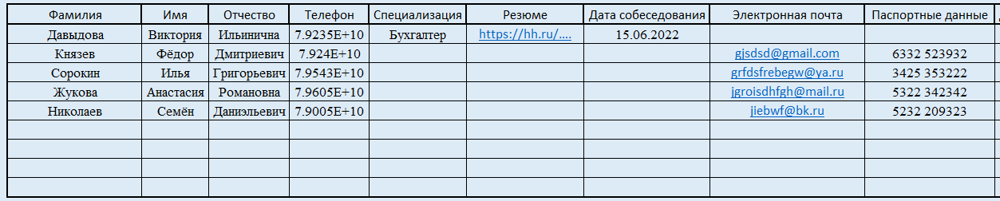 Фамилия Имя Отчество Телефон Специализация Резюме Дата собеседования Электронная почта Паспортные данные
Давыдова Виктория Ильинична 7.9235E+10 Бухгалтер https://hh.ru/.... 15.06.2022
Князев Фёдор Дмитриевич 7.924E+10 gjsdsd@gmail.com 6332 523932
Сорокин Илья Григорьевич 7.9543E+10 grfdsfrebegw@ya.ru 3425 353222
Жукова Анастасия Романовна 7.9605E+10 jgroisdhfgh@mail.ru 5322 342342
Николаев Семён Даниэльевич 7.9005E+10 jiebwf@bk.ru 5232 209323